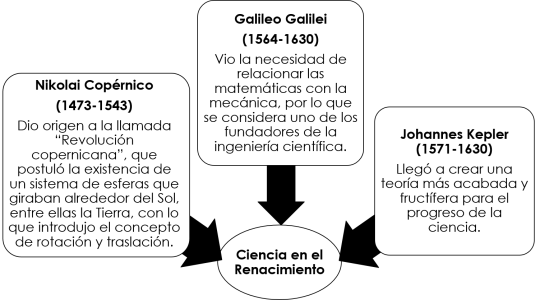 Nikolai Copérnico
(1473-1543)
Dio origen a la llamada
“Revolución
copernicana”, que
postuló la existencia de
un sistema de esferas que
giraban alrededor del Sol,
entre ellas la Tierra, con lo
que introdujo el concepto
de rotación y traslación.
Galileo Galilei
(1564-1630)
Vio la necesidad de
relacionar las
matemáticas con la
mecánica, por lo que
se considera uno de los
fundadores de la
ingeniería científica.
Johannes Kepler
(1571-1630)
Llegó a crear una
teoría más acabada y
fructífera para el
progreso de la
ciencia.
Ciencia en el
Renacimiento